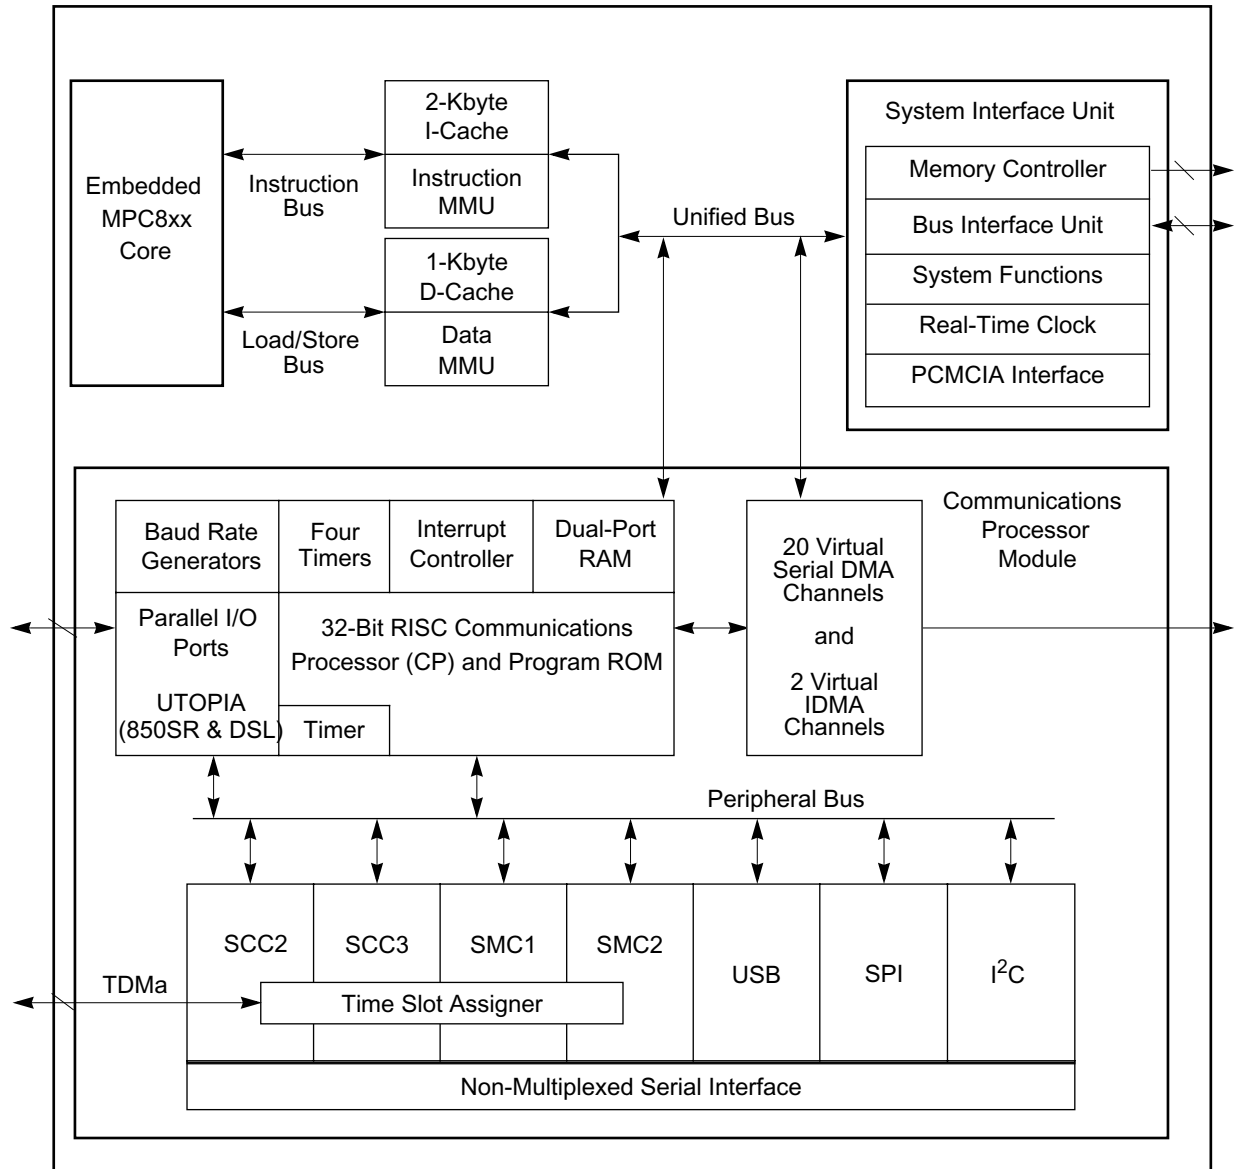 Embedded
MPC8xx
Core
Instruction
Bus
Load/Store
Bus
2-Kbyte
I-Cache
Instruction
MMU
1-Kbyte
D-Cache
Data
MMU
Unified Bus
System Interface Unit
Memory Controller
Bus Interface Unit
System Functions
Real-Time Clock
PCMCIA Interface
Communications
Processor
Module
Baud Rate
Generators
Four
Timers
Interrupt
Controller
Dual-Port
RAM
Parallel I/O
Ports
UTOPIA
(850SR & DSL)
32-Bit RISC Communications
Processor (CP) and Program ROM
Timer
20 Virtual
Serial DMA
Channels
and
2 Virtual
IDMA
Channels
Peripheral Bus
SCC2
SCC3
SMC1
SMC2
USB
SPI
I²C
TDMa
Time Slot Assigner
Non-Multiplexed Serial Interface